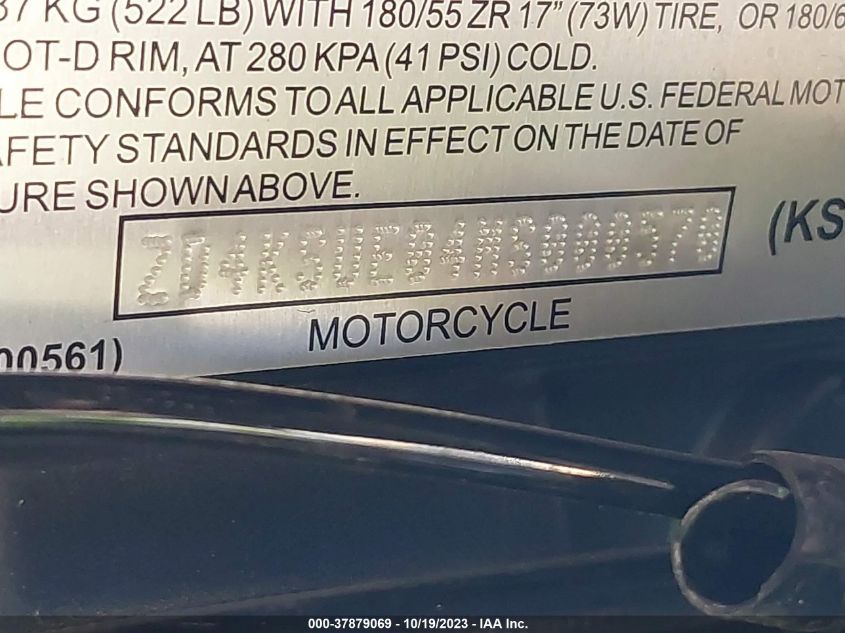 37 KG (522 LB) WITH 180/55 ZR 17" (73W) TIRE, OR 180/6
OT-D RIM, AT 280 KPA (41 PSI) COLD.
LE CONFORMS TO ALL APPLICABLE U.S. FEDERAL MOT
AFETY STANDARDS IN EFFECT ON THE DATE OF
URE SHOWN ABOVE.
ZD4KSUE04MS000570 (KS
MOTORCYCLE
00561)
000-37879069 - 10/19/2023 - IAA Inc.